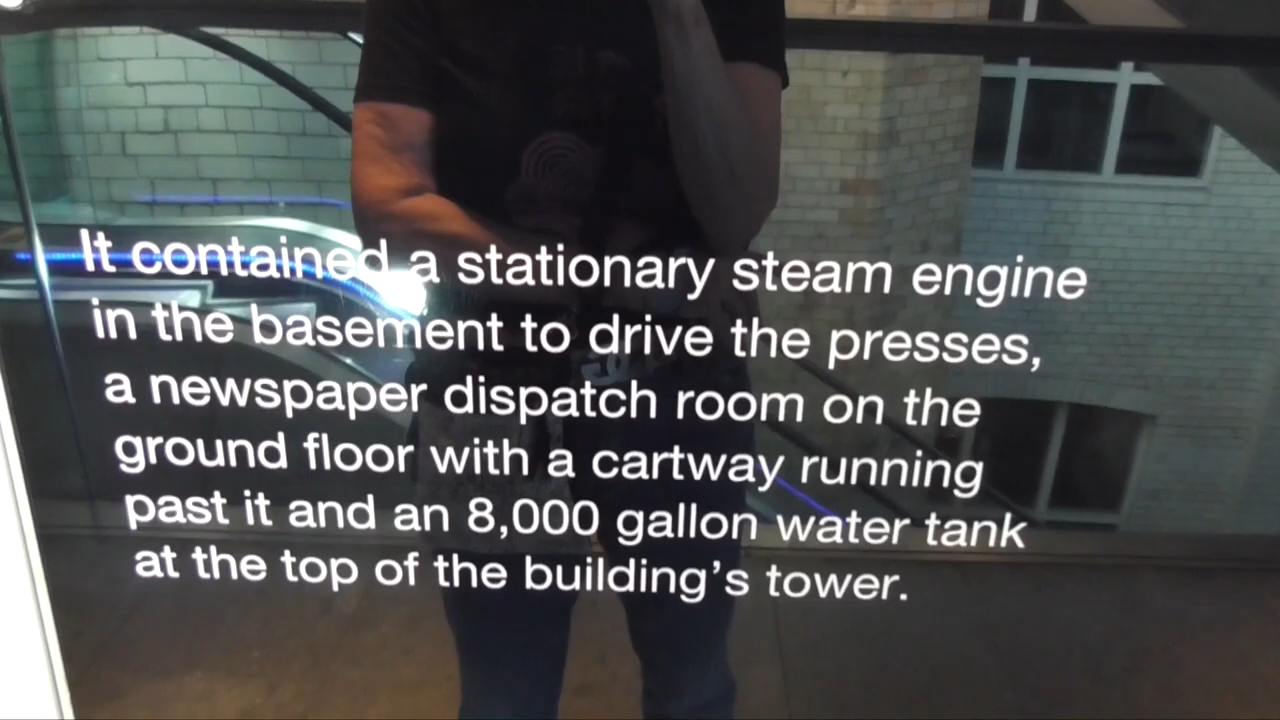 It contained a stationary steam engine
in the basement to drive the presses,
a newspaper dispatch room on the
ground floor with a cartway running
past it and an 8,000 gallon water tank
at the top of the building’s tower.